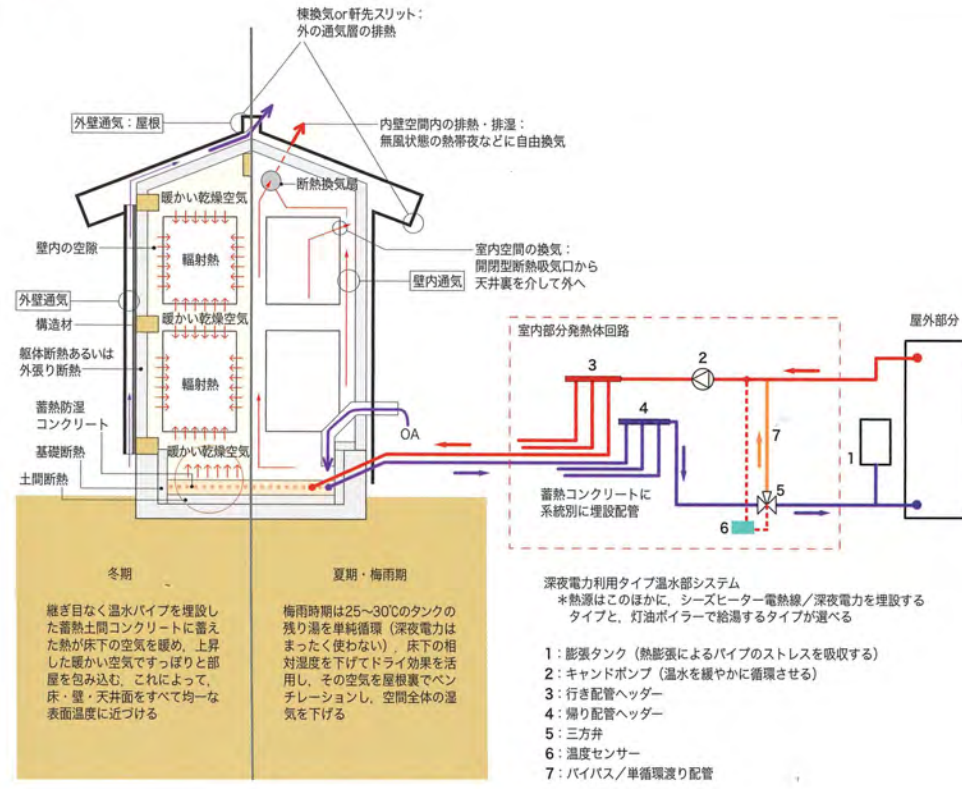 棟換気or軒先スリット：
外の通気層の排熱
外壁通気：屋根
内壁空間内の排熱・排湿：
無風状態の熱帯夜などに自由換気
断熱換気扇
暖かい乾燥空気
壁内の空隙
輻射熱
室内空間の換気：
開閉型断熱吸気口から
天井裏を介して外へ
壁内通気
外壁通気
構造材
暖かい乾燥空気
躯体断熱あるいは
外張り断熱
輻射熱
蓄熱防湿
コンクリート
OA
基礎断熱
暖かい乾燥空気
土間断熱
室内部分発熱体回路
屋外部分
3
2
4
7
1
5
6
蓄熱コンクリートに
系統別に埋設配管
冬期
継ぎ目なく温水パイプを埋設し
た蓄熱土間コンクリートに蓄え
た熱が床下の空気を暖め，上昇
した暖かい空気ですっぽりと部
屋を包み込む，これによって，
床・壁・天井面をすべて均一な
表面温度に近づける
夏期・梅雨期
梅雨時期は25〜30℃のタンクの
残り湯を単純循環（深夜電力は
まったく使わない），床下の相
対湿度を下げてドライ効果を活
用し，その空気を屋根裏でベン
チレーションし，空間全体の湿
気を下げる
深夜電力利用タイプ温水部システム
＊熱源はこのほかに，シーズヒーター電熱線／深夜電力を埋設する
タイプと，灯油ボイラーで給湯するタイプが選べる
1：膨張タンク（熱膨張によるパイプのストレスを吸収する）
2：キャンドポンプ（温水を緩やかに循環させる）
3：行き配管ヘッダー
4：帰り配管ヘッダー
5：三方弁
6：温度センサー
7：バイパス／単循環渡り配管